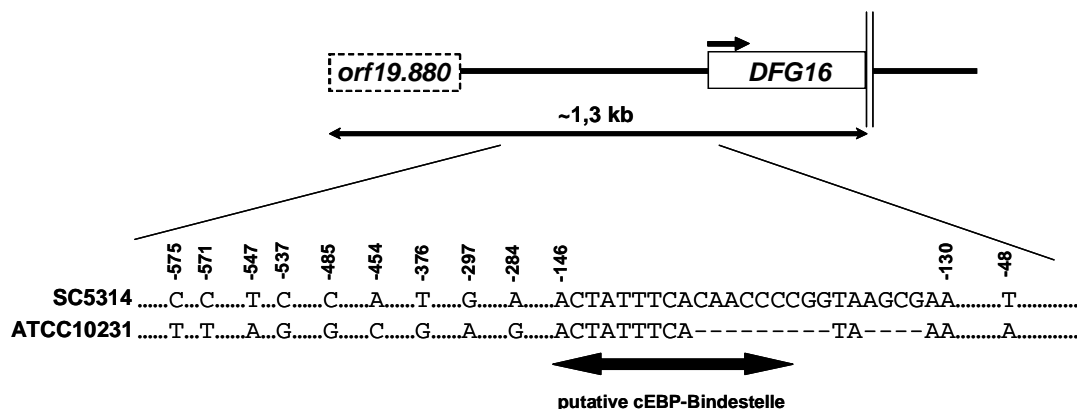 orf19.880 DFG16
~1,3 kb
-575 -571 -547 -537 -485 -454 -376 -297 -284 -146 -130 -48
SC5314 ......C...C......T.....C.......C.......A.......T.......G.......A......ACTATTTCACAACCCCGGTAAGCGAA.........T............
ATCC10231 ......T...T......A.....G.......G.......C.......G.......A.......G......ACTATTTCA---------TA----AA.........A............
putative cEBP-Bindestelle